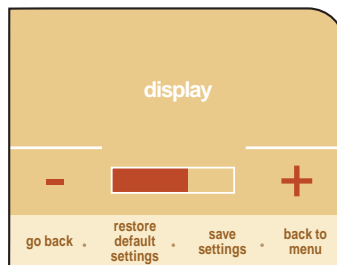 display
- +
go back . restore default settings . save settings . back to menu